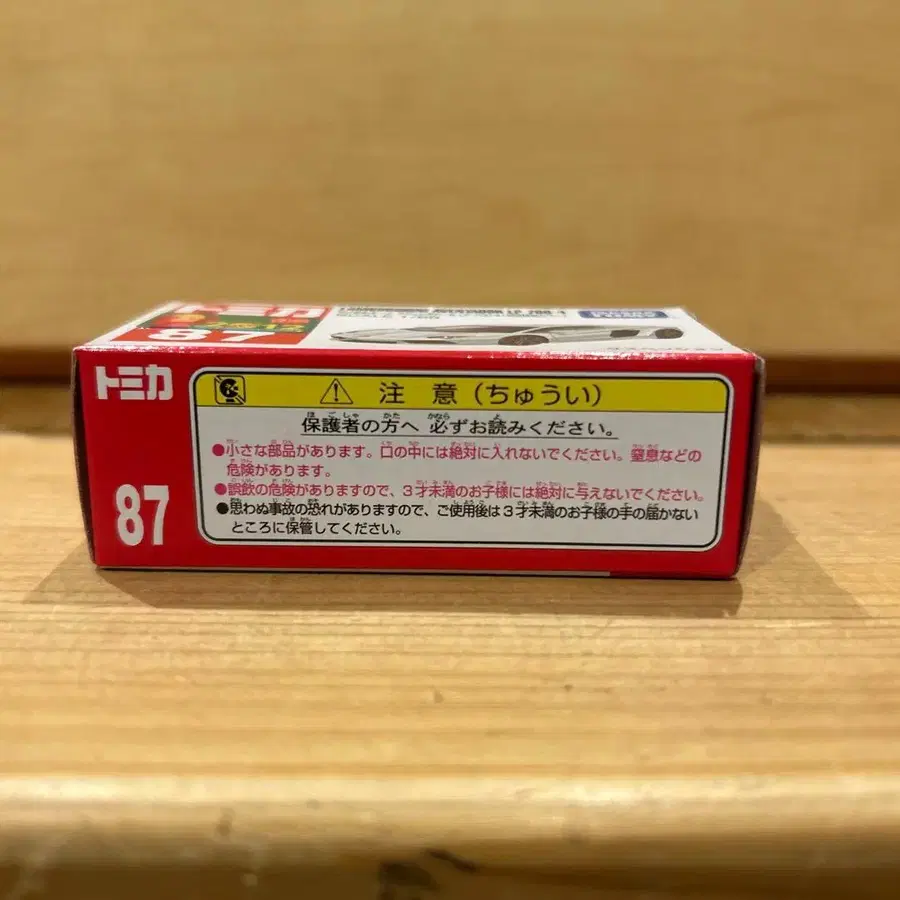 トミカ
87
トミカ
87
注 意(ちゅうい)
保護者の方へ 必ずお読みください。
●小さな部品があります。口の中には絶対に入れないでください。窒息などの
危険があります。
●誤飲の危険がありますので、3才未満のお子様には絶対に与えないでください。
●思わぬ事故の恐れがありますので、ご使用後は3才未満のお子様の手の届かない
ところに保管してください。